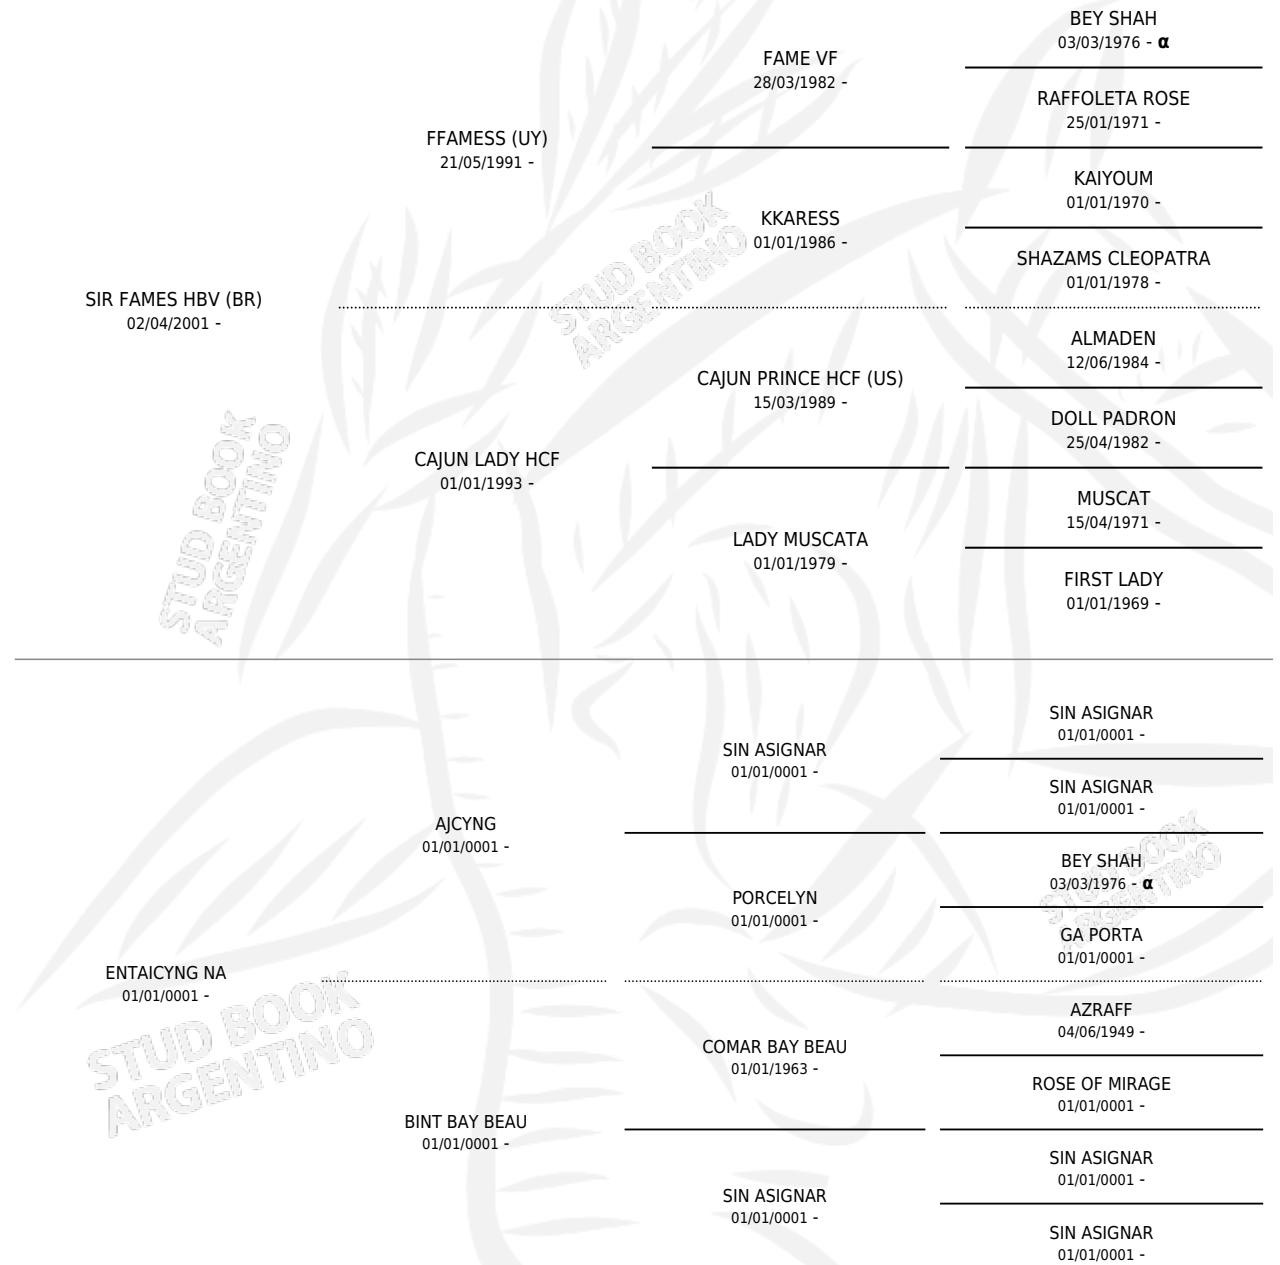 BEY SHAH
03/03/1976 - α
FAME VF
28/03/1982 -
RAFFOLETA ROSE
25/01/1971 -
FFAMESS (UY)
21/05/1991 -
KAIYOUM
01/01/1970 -
KKARESS
01/01/1986 -
SHAZAMS CLEOPATRA
01/01/1978 -
SIR FAMES HBV (BR)
02/04/2001 -
ALMADEN
12/06/1984 -
CAJUN PRINCE HCF (US)
15/03/1989 -
DOLL PADRON
25/04/1982 -
CAJUN LADY HCF
01/01/1993 -
MUSCAT
15/04/1971 -
LADY MUSCATA
01/01/1979 -
FIRST LADY
01/01/1969 -
SIN ASIGNAR
01/01/0001 -
SIN ASIGNAR
01/01/0001 -
SIN ASIGNAR
01/01/0001 -
AJCYNG
01/01/0001 -
BEY SHAH
03/03/1976 - α
PORCELYN
01/01/0001 -
GA PORTA
01/01/0001 -
ENTAICYNG NA
01/01/0001 -
AZRAFF
04/06/1949 -
COMAR BAY BEAU
01/01/1963 -
ROSE OF MIRAGE
01/01/0001 -
BINT BAY BEAU
01/01/0001 -
SIN ASIGNAR
01/01/0001 -
SIN ASIGNAR
01/01/0001 -
SIN ASIGNAR
01/01/0001 -
STUD BOOK
ARGENTINO
STUD BOOK
ARGENTINO
STUD BOOK
ARGENTINO
STUD BOOK
ARGENTINO